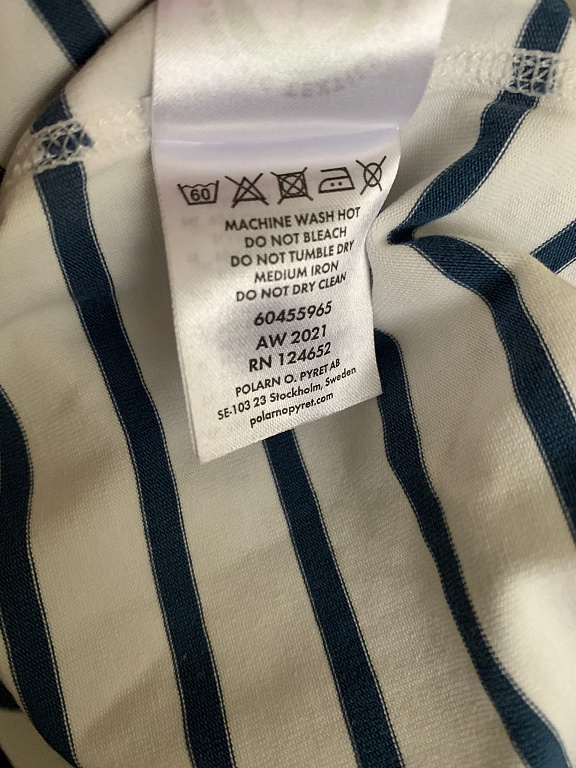 60
MACHINE WASH HOT
DO NOT BLEACH
DO NOT TUMBLE DRY
MEDIUM IRON
DO NOT DRY CLEAN
60455965
AW 2021
RN 124652
POLARN O. PYRET AB
SE-103 23 Stockholm, Sweden
polarnopyret.com